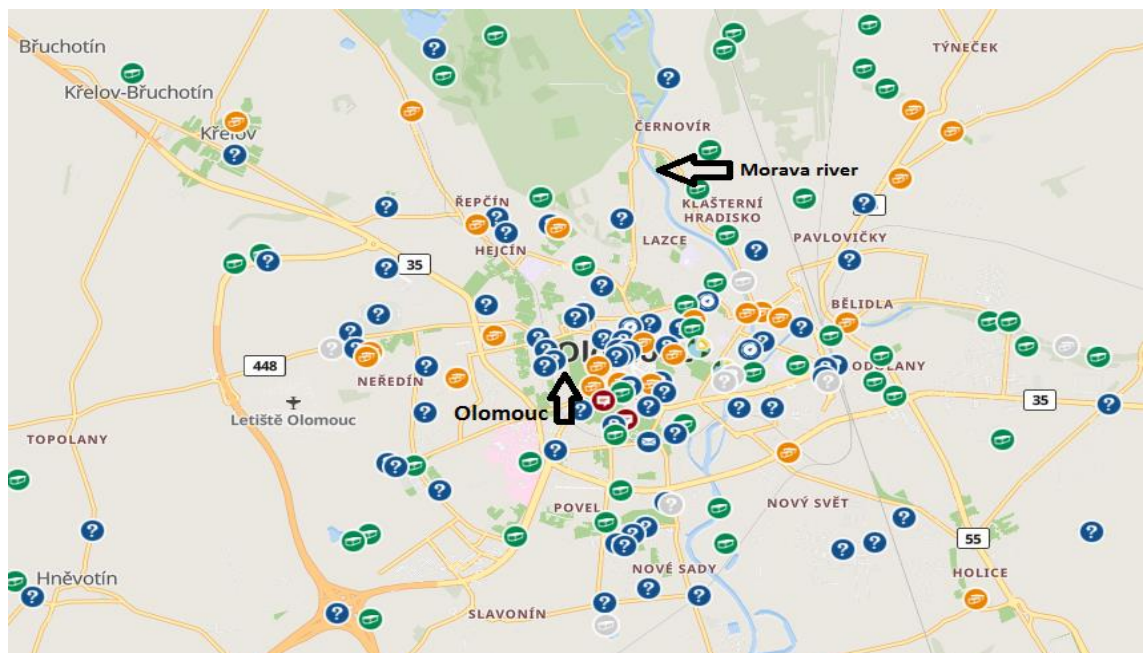 Břuchotín
TÝNEČEK
Křelov-Břuchotín
ČERNOVÍR
Křelov
Morava river
ŘEPČÍN
KLÁŠTERNÍ
HRADISKO
LAZCE
PAVLOVIČKY
HEJČÍN
35
BĚLIDLA
448
NEŘEDÍN
ODOLANY
Letiště Olomouc
35
Olomouc
TOPOLANY
POVEL
NOVÝ SVĚT
55
NOVÉ SADY
HOLICE
Hněvotín
SLAVONÍN